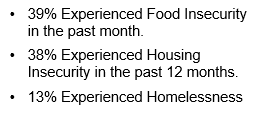 • 39% Experienced Food Insecurity
in the past month.
• 38% Experienced Housing
Insecurity in the past 12 months.
• 13% Experienced Homelessness